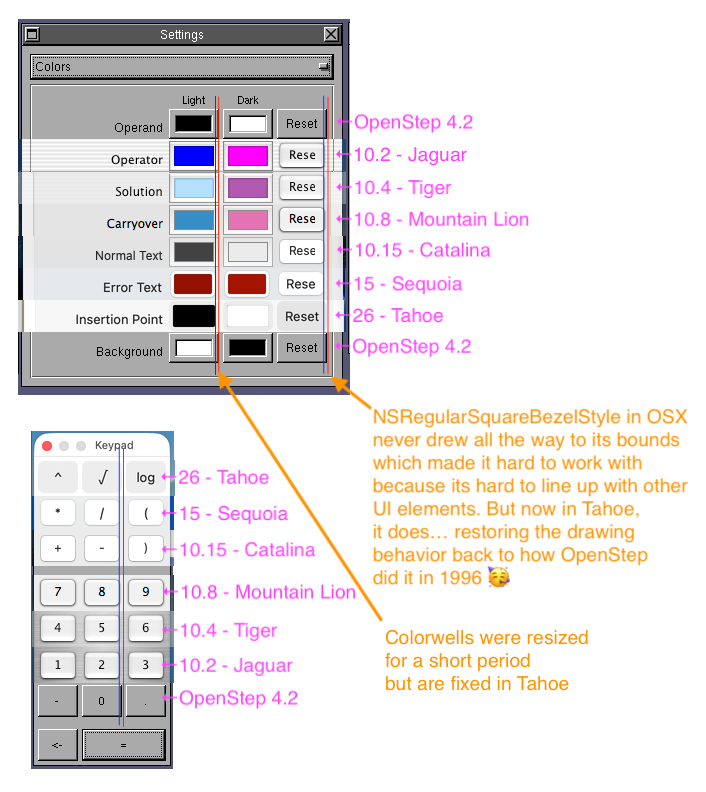 Settings
Colors
Light Dark
Operand Reset ←OpenStep 4.2
Operator Rese ←10.2 - Jaguar
Solution Rese ←10.4 - Tiger
Carryover Rese ←10.8 - Mountain Lion
Normal Text Rese ←10.15 - Catalina
Error Text Rese ←15 - Sequoia
Insertion Point Reset ←26 - Tahoe
Background Reset ←OpenStep 4.2
NSRegularSquareBezelStyle in OSX
never drew all the way to its bounds
which made it hard to work with
because its hard to line up with other
UI elements. But now in Tahoe,
it does... restoring the drawing
behavior back to how OpenStep
did it in 1996 🥳
Colorwells were resized
for a short period
but are fixed in Tahoe
Keypad
^ √ log ←26 - Tahoe
* / ( ←15 - Sequoia
+ - ) ←10.15 - Catalina
7 8 9 ←10.8 - Mountain Lion
4 5 6 ←10.4 - Tiger
1 2 3 ←10.2 - Jaguar
- 0 . ←OpenStep 4.2
<- =